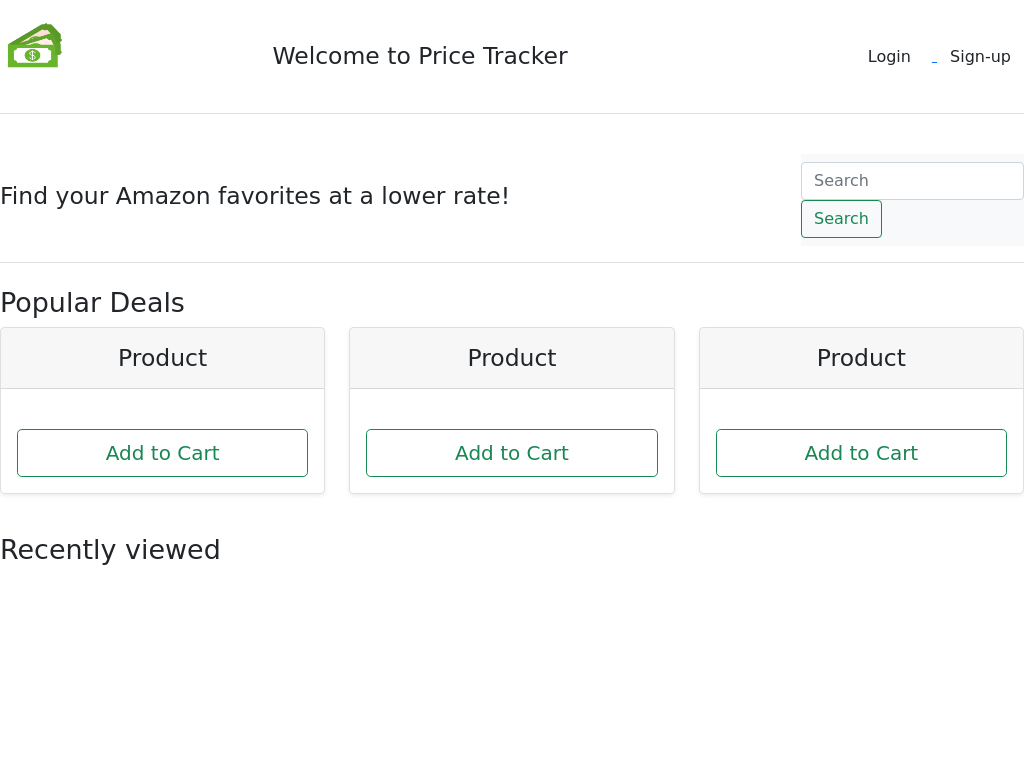 $
Welcome to Price Tracker
Login Sign-up
Find your Amazon favorites at a lower rate!
Search
Search
Popular Deals
Product
Add to Cart
Product
Add to Cart
Product
Add to Cart
Recently viewed